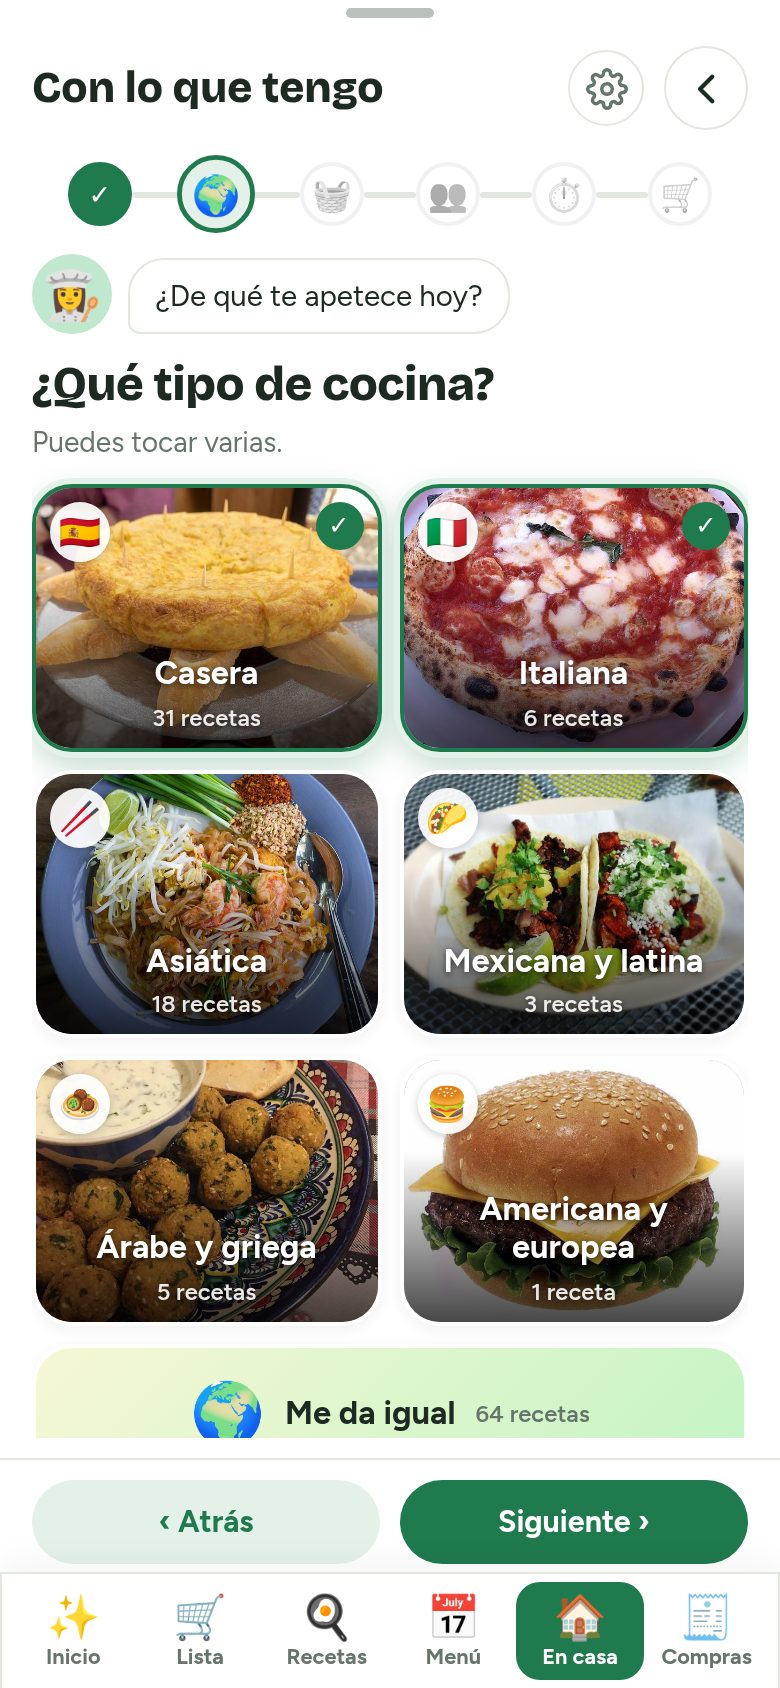 Con lo que tengo
¿De qué te apetece hoy?
¿Qué tipo de cocina?
Puedes tocar varias.
Casera
31 recetas
Italiana
6 recetas
Asiática
18 recetas
Mexicana y latina
3 recetas
Árabe y griega
5 recetas
Americana y
europea
1 receta
Me da igual 64 recetas
‹ Atrás
Siguiente ›
July
17
Inicio
Lista
Recetas
Menú
En casa
Compras